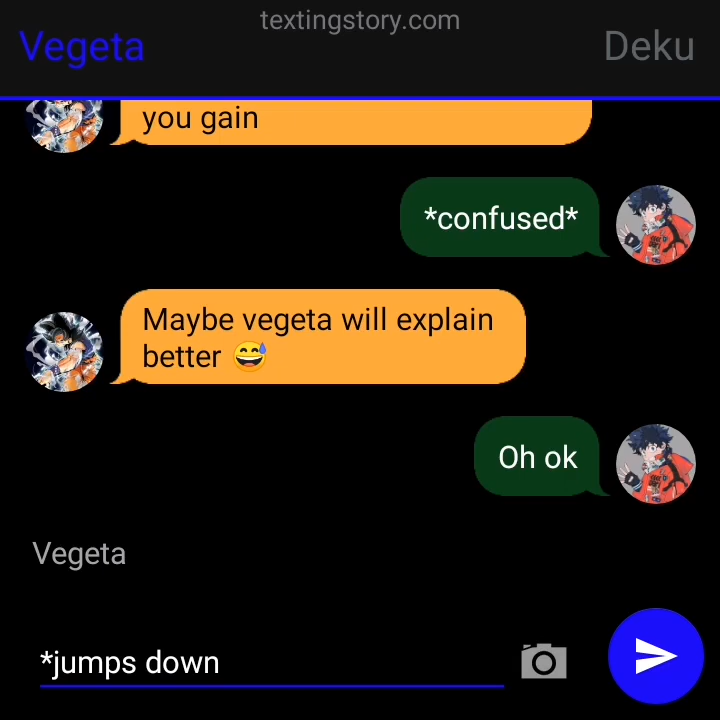 textingstory.com
Vegeta
Deku
you gain
*confused*
Maybe vegeta will explain
better 😅
Oh ok
Vegeta
*jumps down